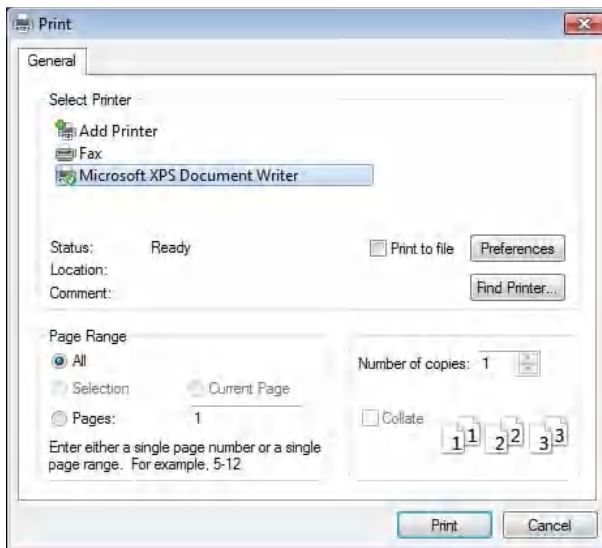 Print
General
Select Printer
Add Printer
Fax
Microsoft XPS Document Writer
Status: Ready
Print to file
Preferences
Location:
Comment:
Find Printer...
Page Range
All
Selection
Current Page
Pages: 1
Enter either a single page number or a single
page range. For example, 5-12
Number of copies: 1
Collate
1 1 2 2 3 3
Print
Cancel